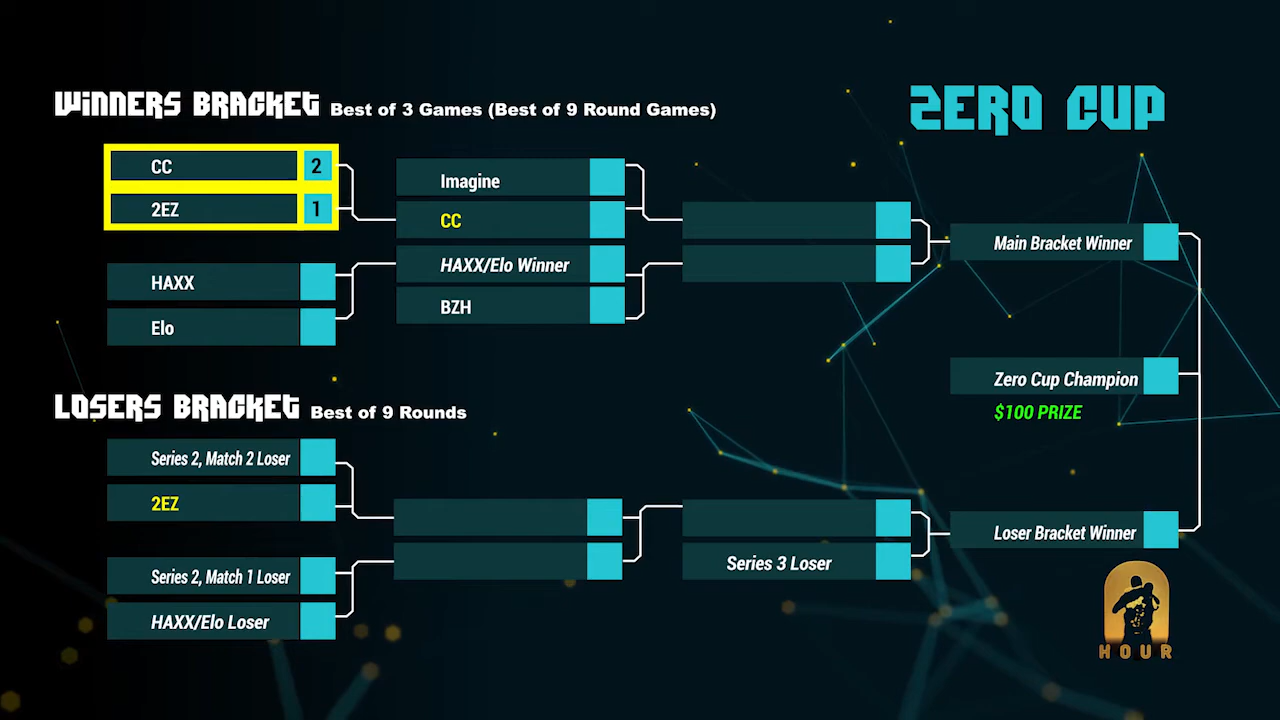 WINNERS BRACKET Best of 3 Games (Best of 9 Round Games)
ZERO CUP
CC 2
2EZ 1
HAXX
Elo
Imagine
CC
HAXX/Elo Winner
BZH
Main Bracket Winner
Zero Cup Champion
$100 PRIZE
LOSERS BRACKET Best of 9 Rounds
Series 2, Match 2 Loser
2EZ
Series 2, Match 1 Loser
HAXX/Elo Loser
Series 3 Loser
Loser Bracket Winner
HOUR